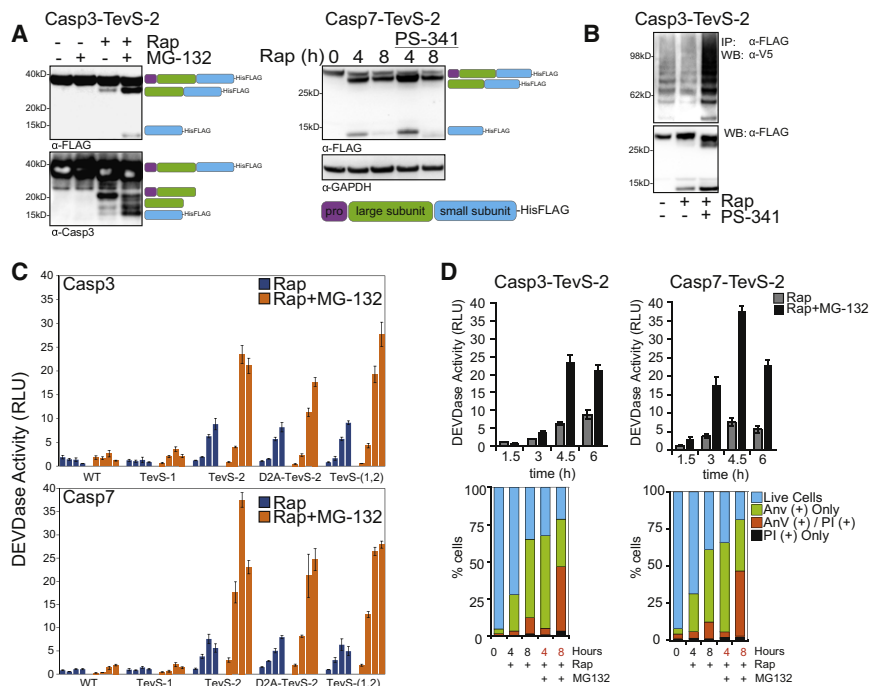 A
Casp3-TevS-2
- - + + Rap
- + - + MG-132
40kD
30kD
20kD
15kD
-HisFLAG
-HisFLAG
-HisFLAG
α-FLAG
20kD
15kD
-HisFLAG
-HisFLAG
α-Casp3
Casp7-TevS-2
PS-341
Rap (h) 0 4 8 4 8
40kD
25kD
15kD
-HisFLAG
-HisFLAG
-HisFLAG
α-FLAG
α-GAPDH
pro large subunit small subunit -HisFLAG
B
Casp3-TevS-2
98kD
62kD
IP: α-FLAG
WB: α-V5
WB: α-FLAG
25kD
15kD
- + + Rap
- - + PS-341
C
DEVDase Activity (RLU)
Casp3
Rap
Rap+MG-132
40
35
30
25
20
15
10
5
0
WT TevS-1 TevS-2 D2A-TevS-2 TevS-(1,2)
Casp7
Rap
Rap+MG-132
40
35
30
25
20
15
10
5
0
WT TevS-1 TevS-2 D2A-TevS-2 TevS-(1,2)
D
Casp3-TevS-2
DEVDase Activity (RLU)
40
35
30
25
20
15
10
5
0
1.5 3 4.5 6
time (h)
Casp7-TevS-2
Rap
Rap+MG-132
DEVDase Activity (RLU)
40
35
30
25
20
15
10
5
0
1.5 3 4.5 6
time (h)
% cells
100
75
50
25
0
% cells
100
75
50
25
0
Live Cells
Anv (+) Only
AnV (+) / PI (+)
PI (+) Only
0 4 8 4 8 Hours
+ + + + Rap
+ + MG132
0 4 8 4 8 Hours
+ + + + Rap
+ + MG132